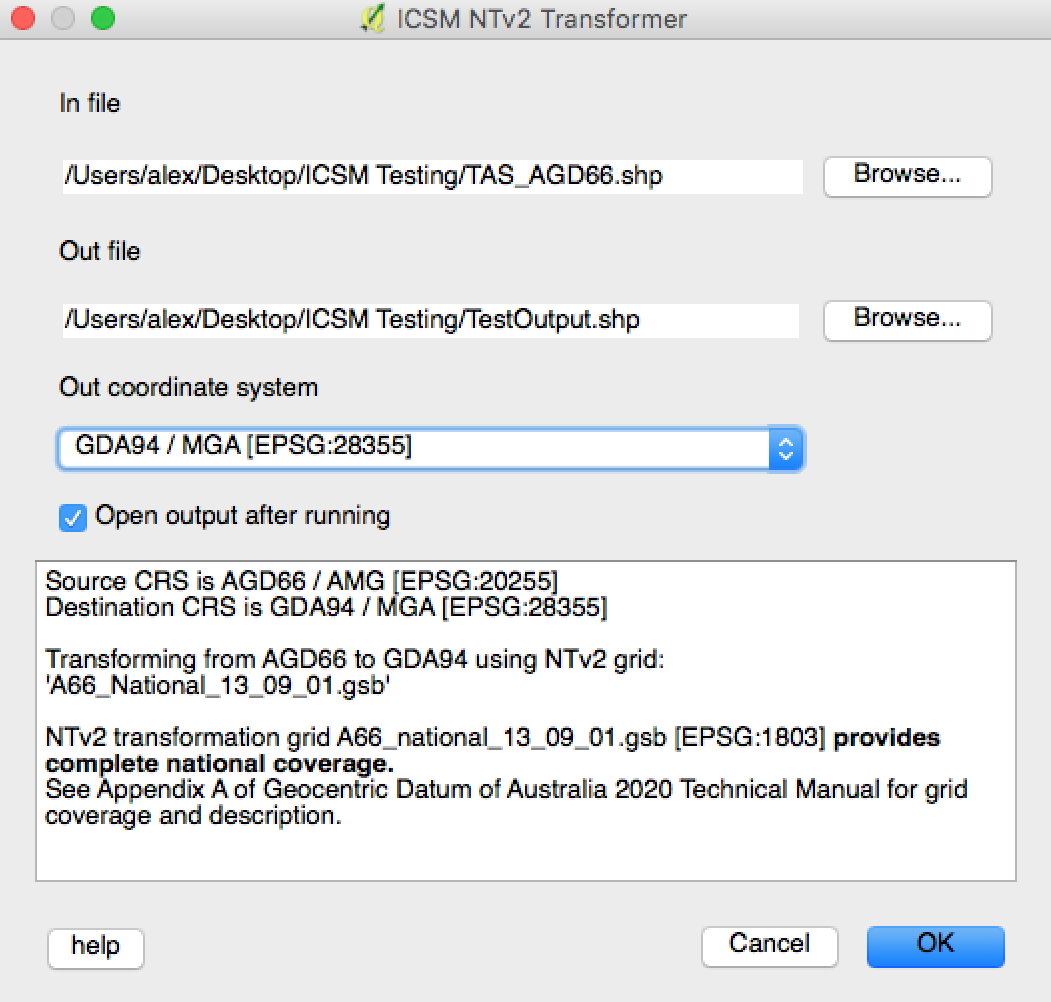 ICSM NTv2 Transformer
In file
/Users/alex/Desktop/ICSM Testing/TAS_AGD66.shp
Browse...
Out file
/Users/alex/Desktop/ICSM Testing/TestOutput.shp
Browse...
Out coordinate system
GDA94 / MGA [EPSG:28355]
Open output after running
Source CRS is AGD66 / AMG [EPSG:20255]
Destination CRS is GDA94 / MGA [EPSG:28355]
Transforming from AGD66 to GDA94 using NTv2 grid:
'A66_National_13_09_01.gsb'
NTv2 transformation grid A66_national_13_09_01.gsb [EPSG:1803] provides
complete national coverage.
See Appendix A of Geocentric Datum of Australia 2020 Technical Manual for grid
coverage and description.
help
Cancel
OK